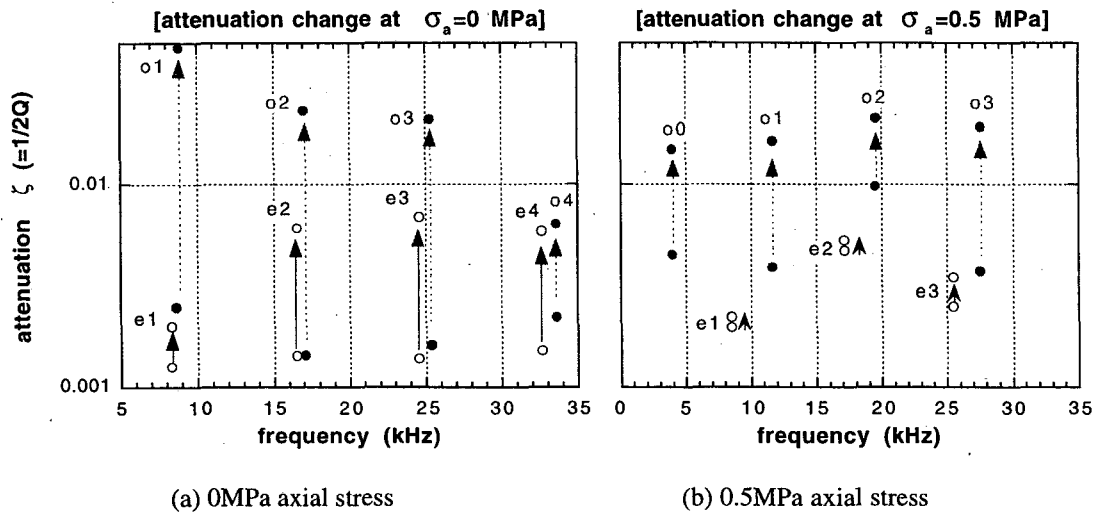 [attenuation change at σa=0 MPa]
[attenuation change at σa=0.5 MPa]
attenuation ζ (=1/2Q)
0.01
0.001
o1
o2
o3
e3
e2
e4
o4
e1
5 10 15 20 25 30 35
frequency (kHz)
o0
o1
o2
o3
e2
e3
e1
0 5 10 15 20 25 30 35
frequency (kHz)
(a) 0MPa axial stress
(b) 0.5MPa axial stress